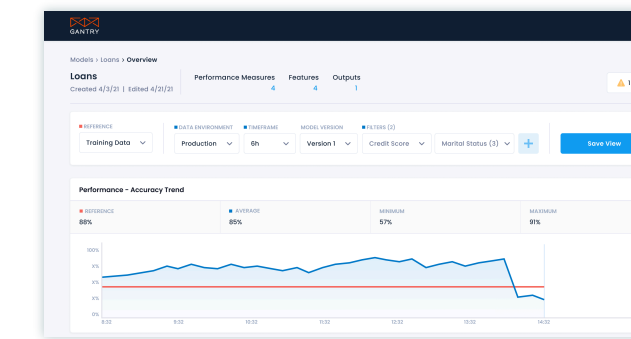 GANTRY
Models > Loans > Overview
Loans
Created 4/3/21 | Edited 4/21/21
Performance Measures
4
Features
4
Outputs
1
1
REFERENCE
Training Data
DATA ENVIRONMENT
Production
TIMEFRAME
6h
MODEL VERSION
Version 1
FILTERS (2)
Credit Score
Marital Status (3)
+
Save View
Performance - Accuracy Trend
REFERENCE
88%
AVERAGE
85%
MINIMUM
57%
MAXIMUM
91%
100%
X%
X%
X%
0%
8:32 9:32 10:32 11:32 12:32 13:32 14:32